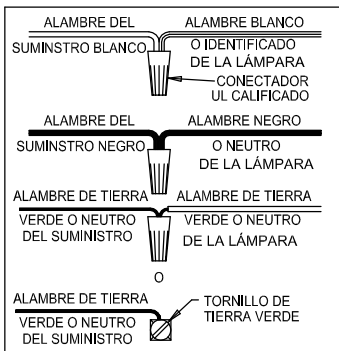 ALAMBRE DEL ALAMBRE BLANCO
SUMINSTRO BLANCO O IDENTIFICADO
DE LA LÁMPARA
CONECTADOR
UL CALIFICADO
ALAMBRE DEL ALAMBRE NEGRO
SUMINSTRO NEGRO O NEUTRO
DE LA LÁMPARA
ALAMBRE DE TIERRA ALAMBRE DE TIERRA
VERDE O NEUTRO VERDE O NEUTRO
DEL SUMINISTRO DE LA LÁMPARA
O
ALAMBRE DE TIERRA TORNILLO DE
VERDE O NEUTRO TIERRA VERDE
DEL SUMINISTRO